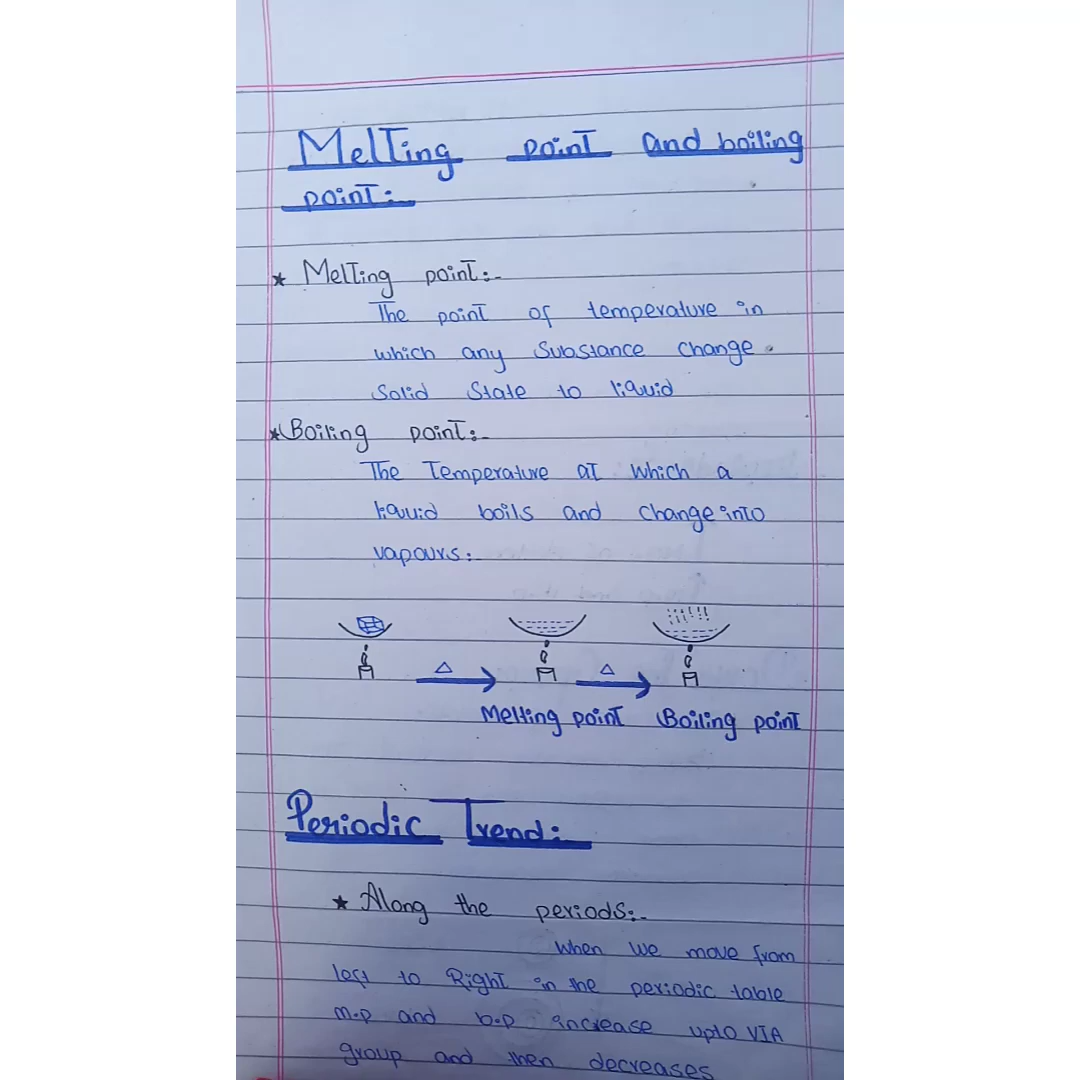 Melting point and boiling
point:-
* Melting point:-
The point of temperature in
which any Substance change.
Solid State to liquid
* Boiling point:-
The Temperature at which a
liquid boils and change into
vapours:
△ △
Melting point Boiling point
Periodic Trend:-
* Along the periods:-
when we move from
left to Right in the periodic table
m.p and b.p increase upto VIA
group and then decreases